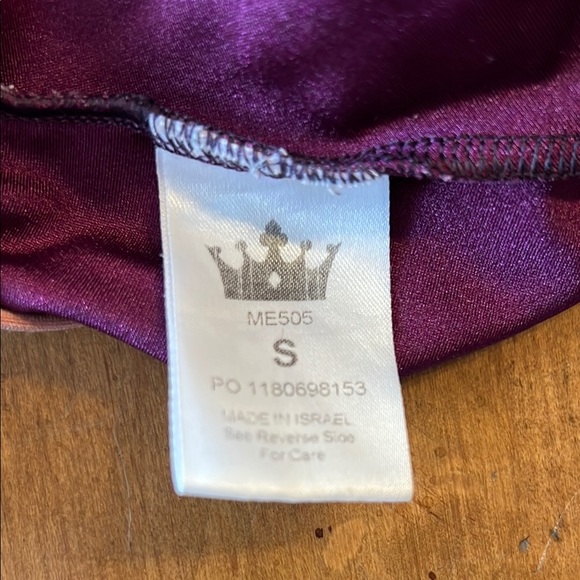 ME505
S
PO 1180698153
MADE IN ISRAEL
See Reverse Side
For Care